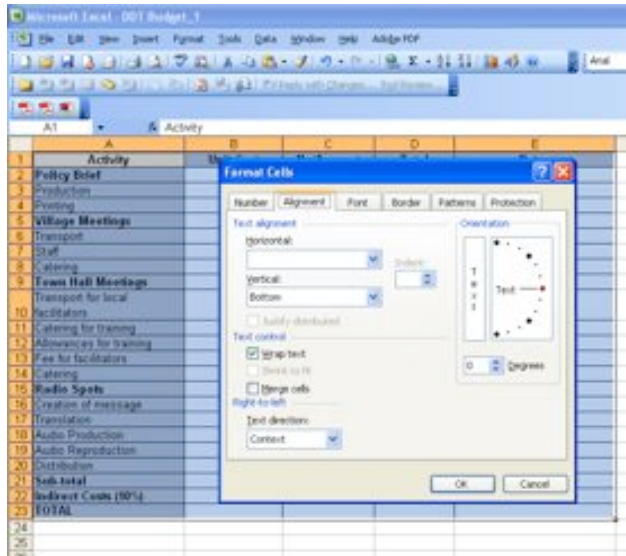 Microsoft Excel - DDT Budget_1
File Edit View Insert Format Tools Data Window Help Adobe PDF
Arial
Reply with Changes...
A1 Activity
A B C D E
1 Activity
2 Policy Brief
3 Production
4 Printing
5 Village Meetings
6 Transport
7 Staff
8 Catering
9 Town Hall Meetings
Transport for local
10 facilitators
11 Catering for training
12 Allowances for training
13 Fee for facilitators
14 Catering
15 Radio Spots
16 Creation of message
17 Translation
18 Audio Production
19 Audio Reproduction
20 Distribution
21 Sub-total
22 Indirect Costs (10%)
23 TOTAL
24
25
Format Cells
Number Alignment Font Border Patterns Protection
Text alignment
Horizontal:
Indent:
Vertical:
Bottom
Justify distributed
Text control
Wrap text
Shrink to fit
Merge cells
Right-to-left
Text direction:
Context
Orientation
Text
Text
0 Degrees
OK Cancel